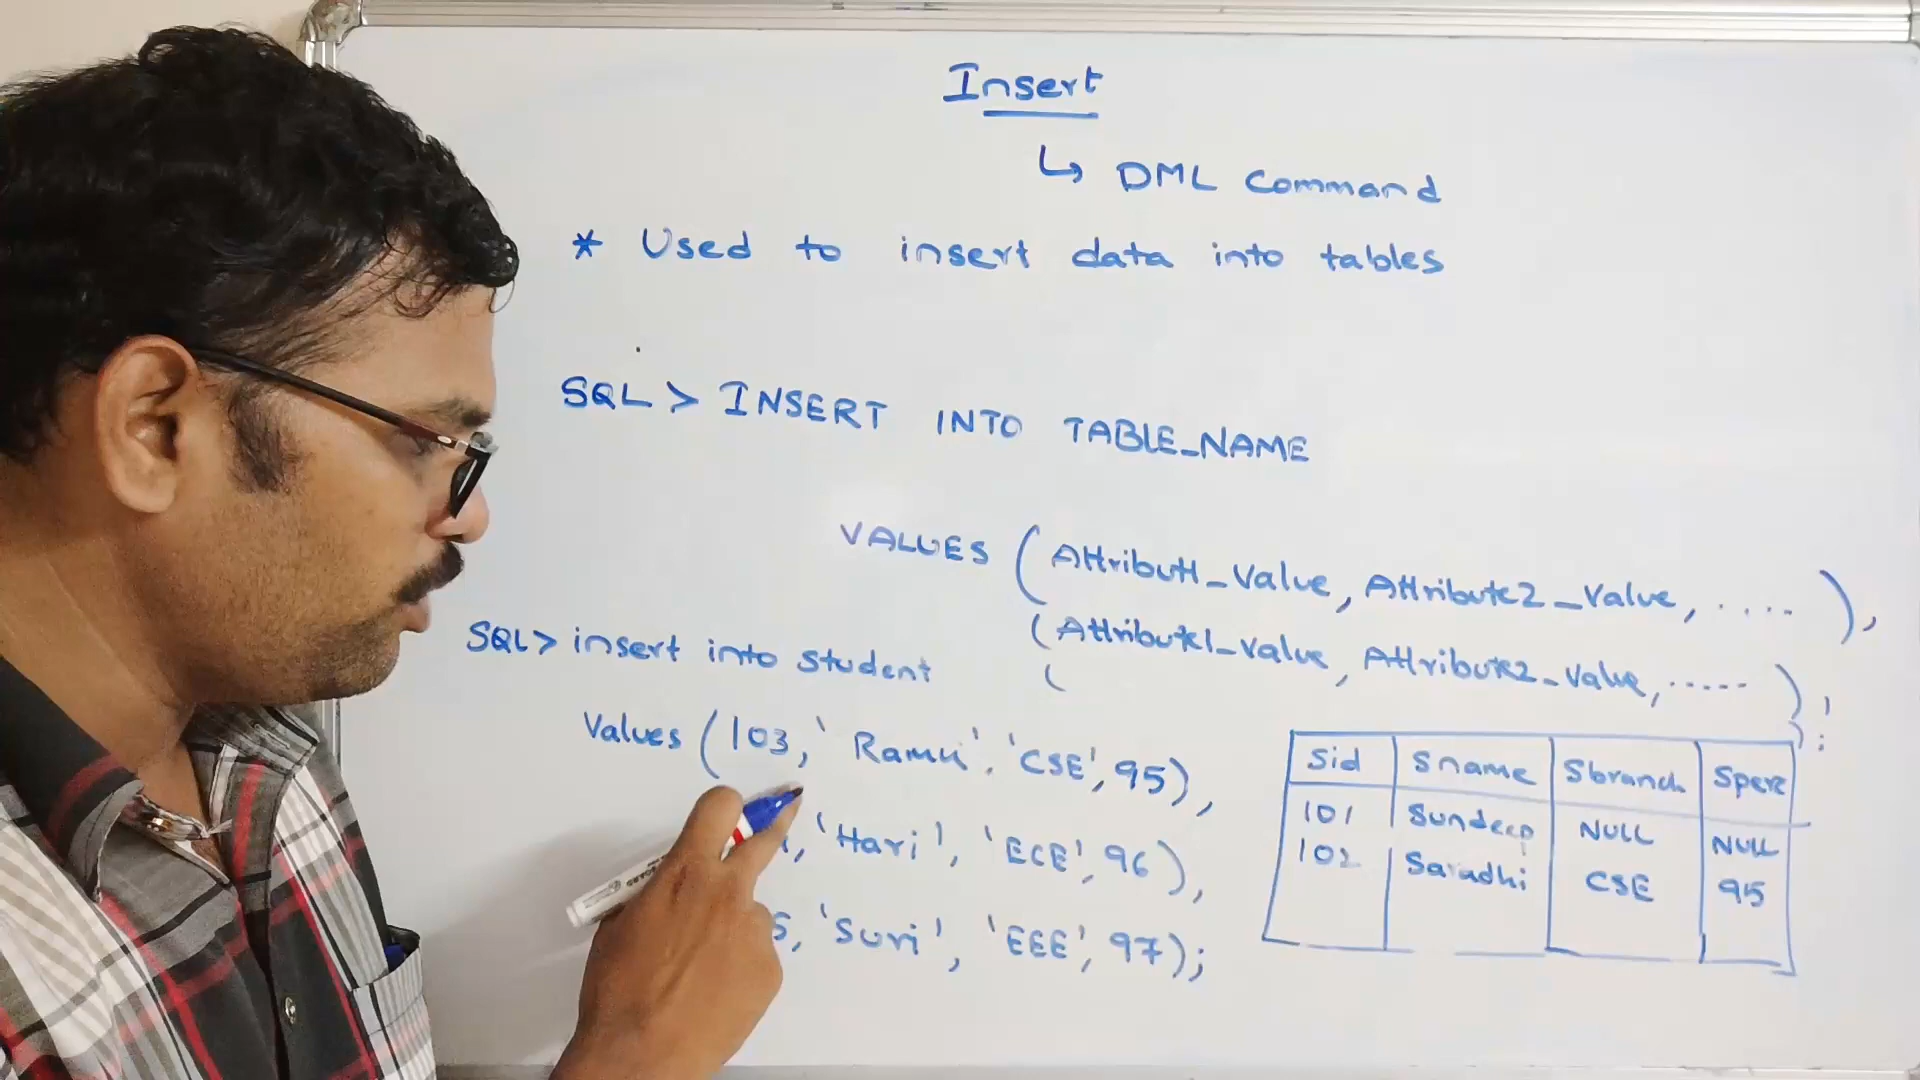 Insert
↳ DML Command
* Used to insert data into tables
SQL> INSERT INTO TABLE_NAME
VALUES (Attribut1_Value, Attribute2_Value, ....),
(Attribute1_Value, Attribute2_Value, .....),
( );
SQL> insert into student
Values (103, 'Ramu', 'CSE', 95),
, 'Hari', 'ECE', 96),
5, 'Suri', 'EEE', 97);
Sid Sname Sbranch Sperc
101 Sundeep NULL NULL
102 Saradhi CSE 95